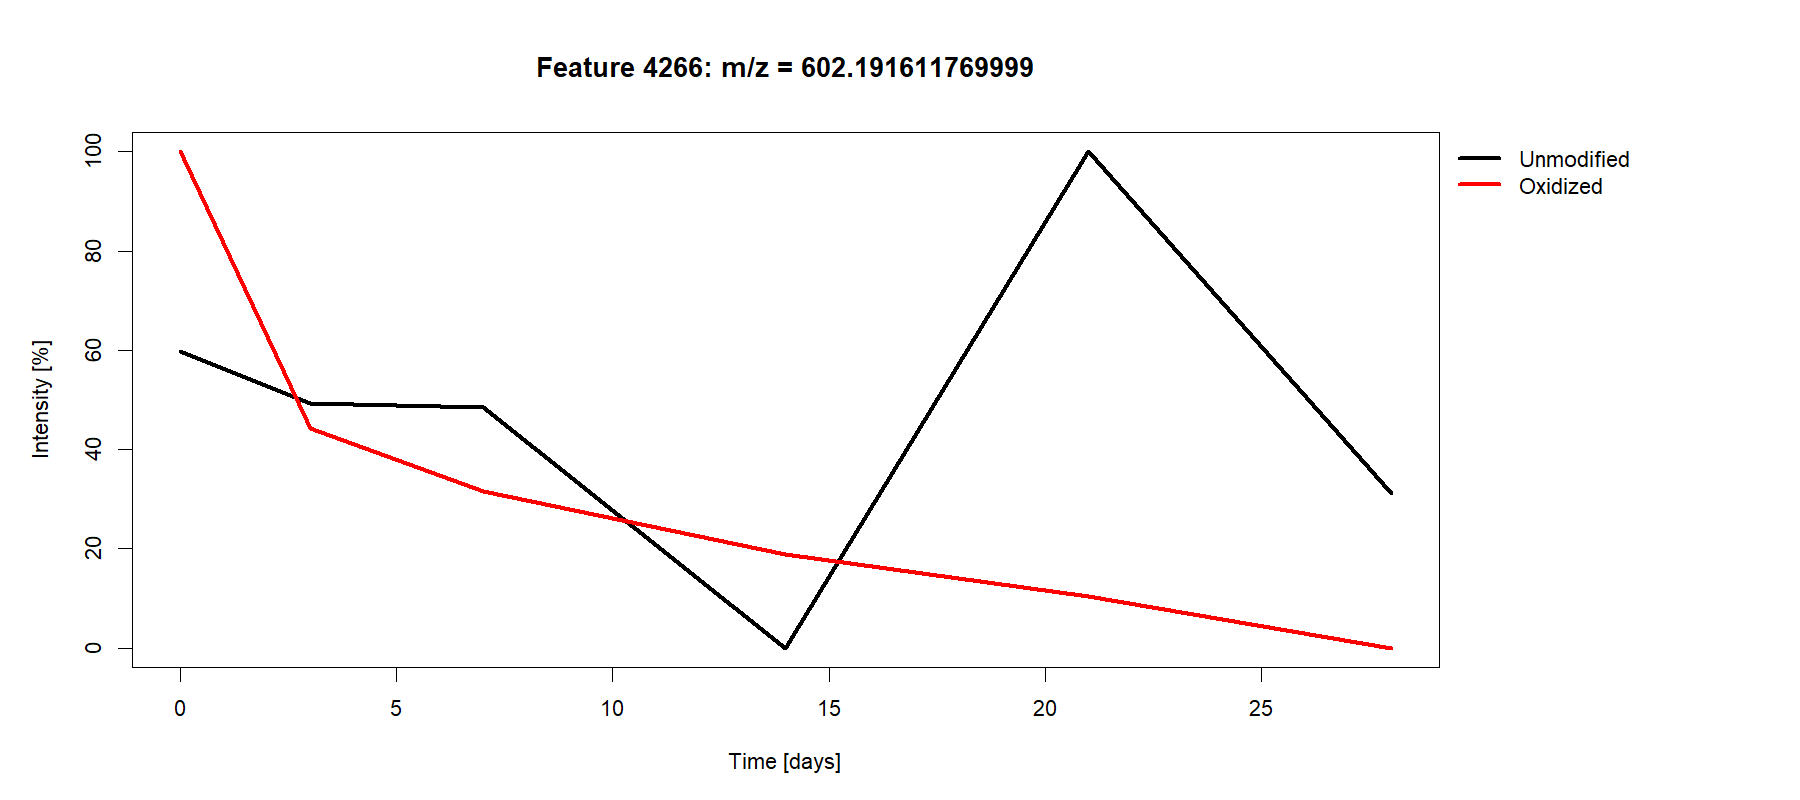 Feature 4266: m/z = 602.191611769999
Unmodified
Oxidized
Intensity [%]
100
80
60
40
20
0
0 5 10 15 20 25
Time [days]